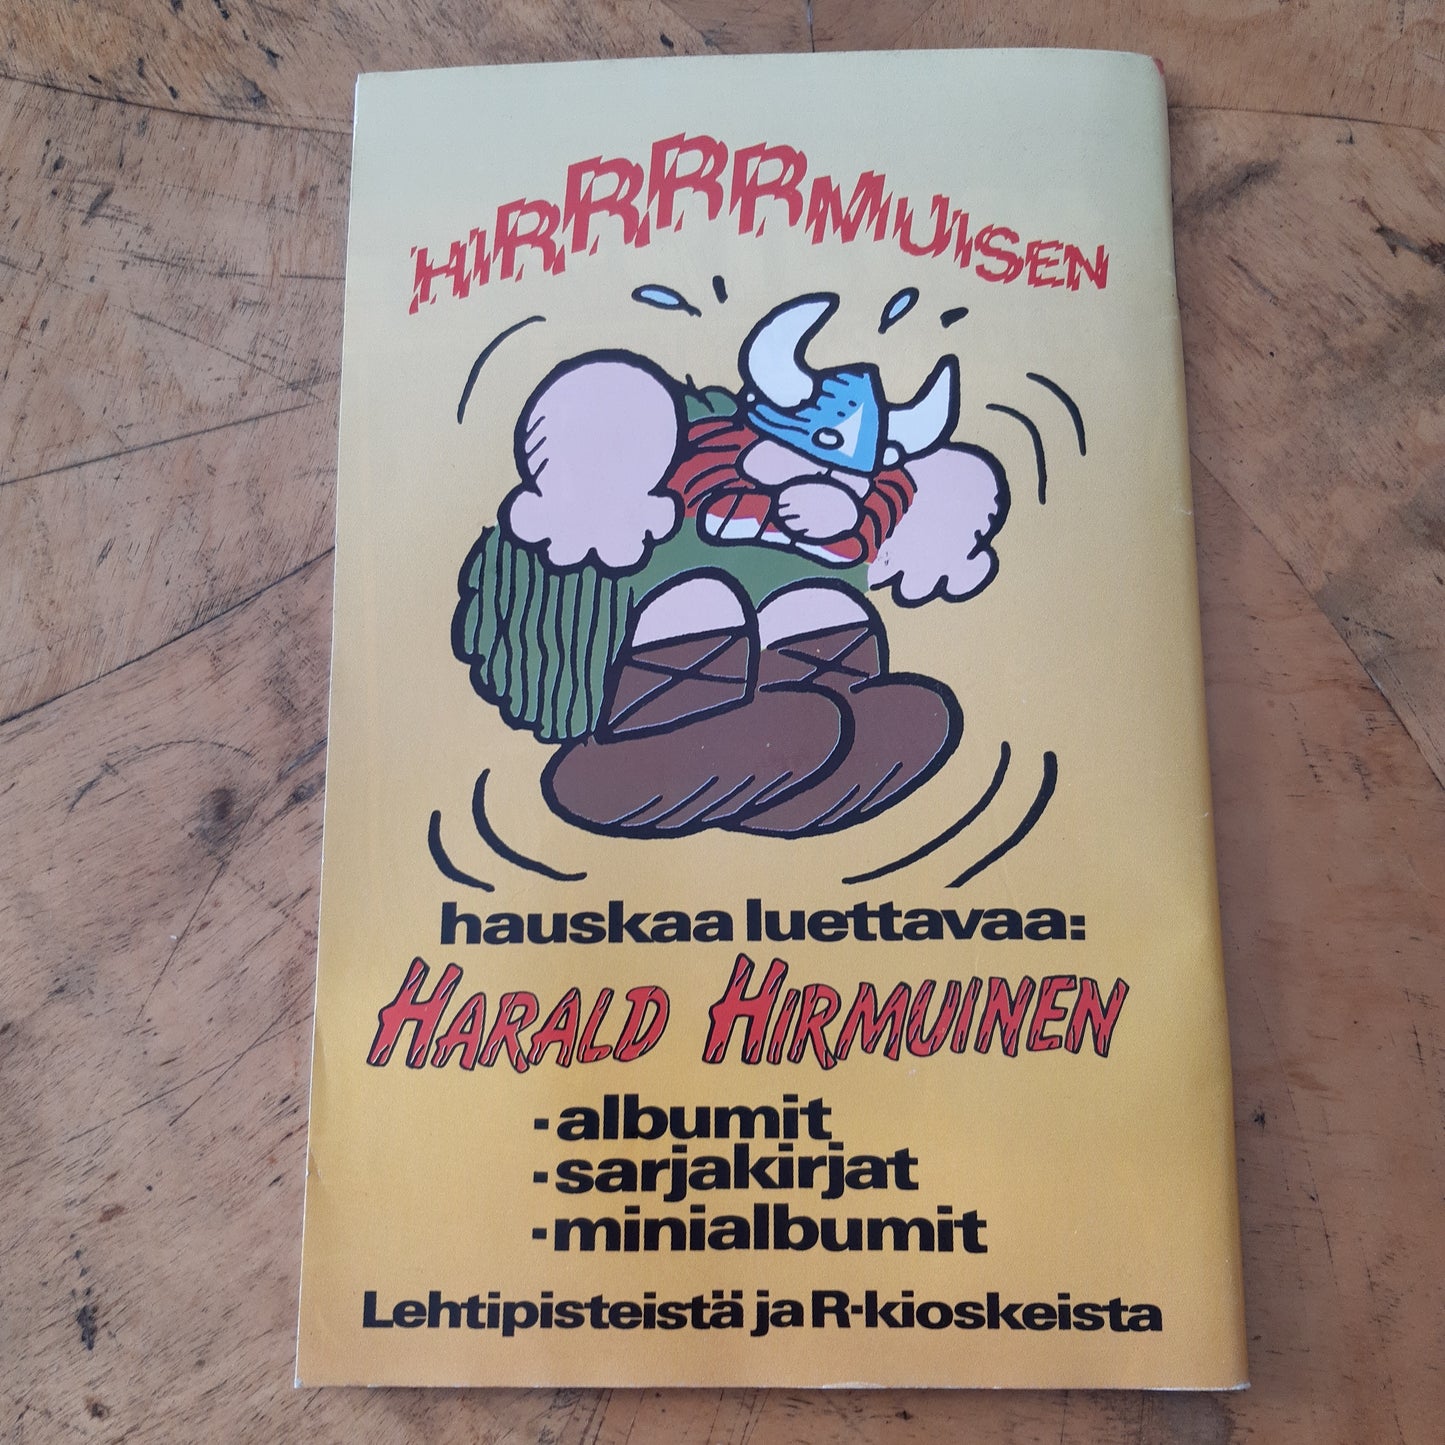 HIRRRRMUISEN
hauskaa luettavaa:
HARALD HIRMUINEN
-albumit
-sarjakirjat
-minialbumit
Lehtipisteistä ja R-kioskeista